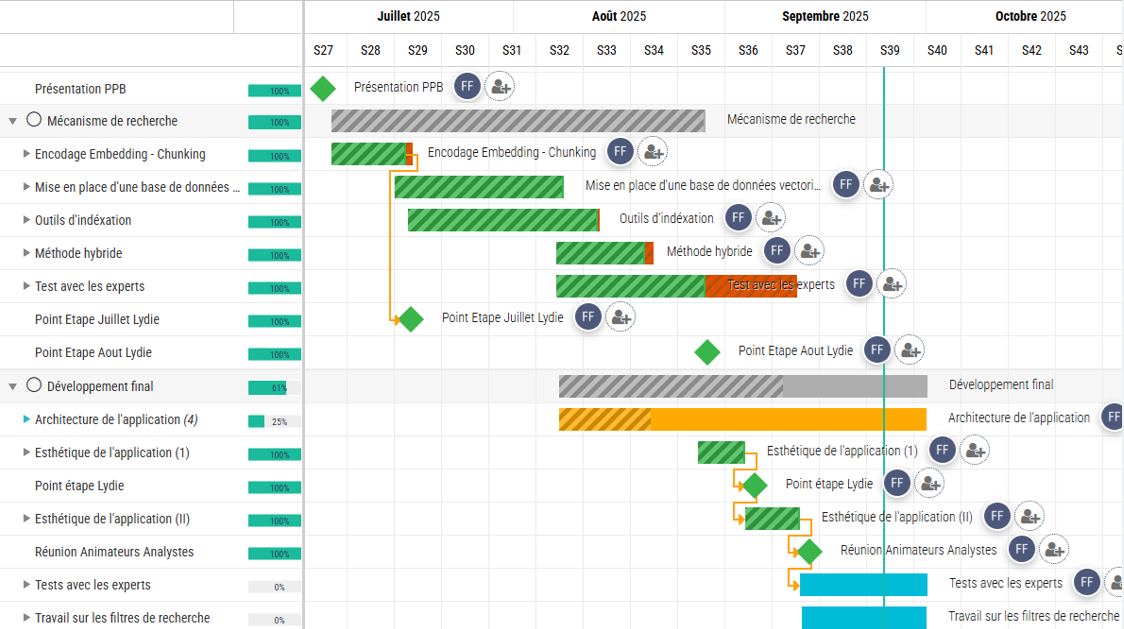 Juillet 2025 Août 2025 Septembre 2025 Octobre 2025
S27 S28 S29 S30 S31 S32 S33 S34 S35 S36 S37 S38 S39 S40 S41 S42 S43 S
Présentation PPB 100% Présentation PPB FF
Mécanisme de recherche 100% Mécanisme de recherche
Encodage Embedding - Chunking 100% Encodage Embedding - Chunking FF
Mise en place d'une base de données ... 100% Mise en place d'une base de données vectori... FF
Outils d'indéxation 100% Outils d'indéxation FF
Méthode hybride 100% Méthode hybride FF
Test avec les experts 100% Test avec les experts FF
Point Etape Juillet Lydie 100% Point Etape Juillet Lydie FF
Point Etape Aout Lydie 100% Point Etape Aout Lydie FF
Développement final 61% Développement final
Architecture de l'application (4) 25% Architecture de l'application FF
Esthétique de l'application (1) 100% Esthétique de l'application (1) FF
Point étape Lydie 100% Point étape Lydie FF
Esthétique de l'application (II) 100% Esthétique de l'application (II) FF
Réunion Animateurs Analystes 100% Réunion Animateurs Analystes FF
Tests avec les experts 0% Tests avec les experts FF
Travail sur les filtres de recherche 0% Travail sur les filtres de recherche